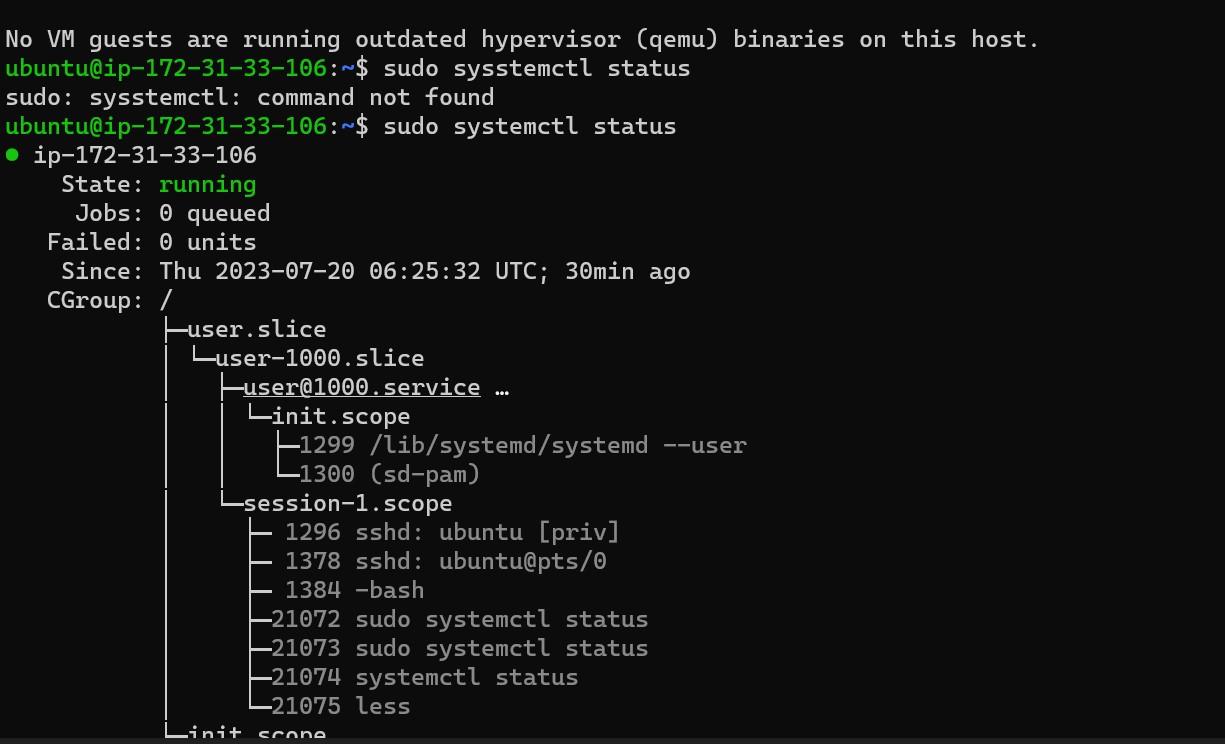 No VM guests are running outdated hypervisor (qemu) binaries on this host.
ubuntu@ip-172-31-33-106:~$ sudo sysstemctl status
sudo: sysstemctl: command not found
ubuntu@ip-172-31-33-106:~$ sudo systemctl status
● ip-172-31-33-106
    State: running
     Jobs: 0 queued
   Failed: 0 units
    Since: Thu 2023-07-20 06:25:32 UTC; 30min ago
   CGroup: /
           ├─user.slice
           │ └─user-1000.slice
           │   ├─user@1000.service …
           │   │ └─init.scope
           │   │   ├─1299 /lib/systemd/systemd --user
           │   │   └─1300 (sd-pam)
           │   └─session-1.scope
           │     ├─ 1296 sshd: ubuntu [priv]
           │     ├─ 1378 sshd: ubuntu@pts/0
           │     ├─ 1384 -bash
           │     ├─21072 sudo systemctl status
           │     ├─21073 sudo systemctl status
           │     ├─21074 systemctl status
           │     └─21075 less
           └─init.scope